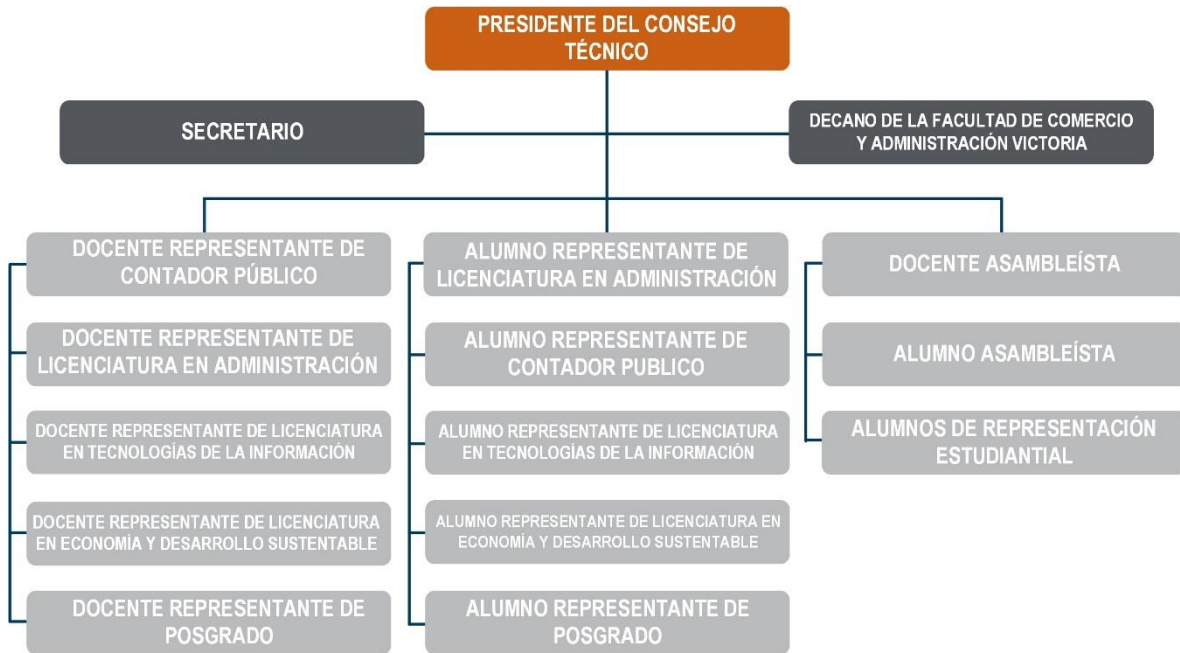 PRESIDENTE DEL CONSEJO
TÉCNICO
SECRETARIO
DECANO DE LA FACULTAD DE COMERCIO
Y ADMINISTRACIÓN VICTORIA
DOCENTE REPRESENTANTE DE
CONTADOR PÚBLICO
DOCENTE REPRESENTANTE DE
LICENCIATURA EN ADMINISTRACIÓN
DOCENTE REPRESENTANTE DE LICENCIATURA
EN TECNOLOGÍAS DE LA INFORMACIÓN
DOCENTE REPRESENTANTE DE LICENCIATURA
EN ECONOMÍA Y DESARROLLO SUSTENTABLE
DOCENTE REPRESENTANTE DE
POSGRADO
ALUMNO REPRESENTANTE DE
LICENCIATURA EN ADMINISTRACIÓN
ALUMNO REPRESENTANTE DE
CONTADOR PUBLICO
ALUMNO REPRESENTANTE DE LICENCIATURA
EN TECNOLOGÍAS DE LA INFORMACIÓN
ALUMNO REPRESENTANTE DE LICENCIATURA EN
ECONOMÍA Y DESARROLLO SUSTENTABLE
ALUMNO REPRESENTANTE DE
POSGRADO
DOCENTE ASAMBLEÍSTA
ALUMNO ASAMBLEÍSTA
ALUMNOS DE REPRESENTACIÓN
ESTUDIANTIAL